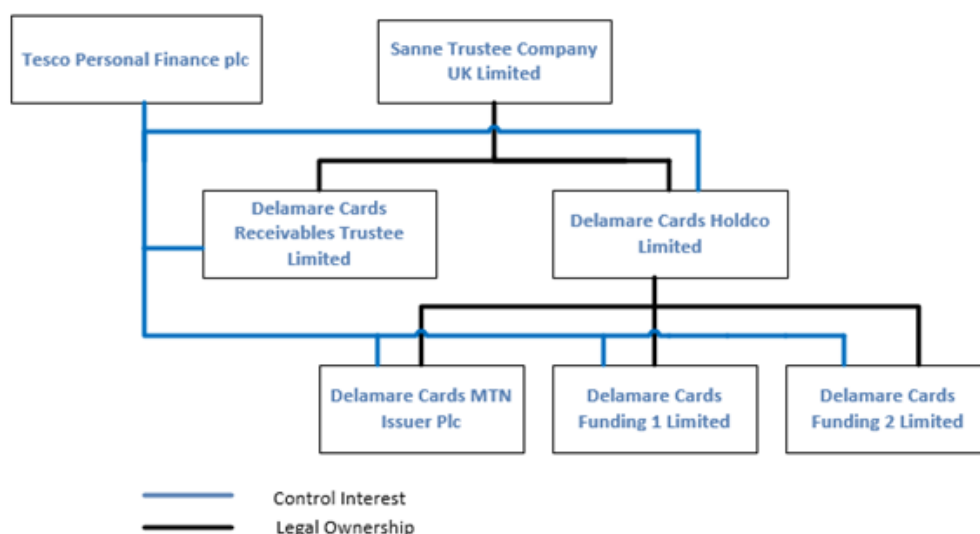 Tesco Personal Finance plc
Sanne Trustee Company
UK Limited
Delamare Cards
Receivables Trustee
Limited
Delamare Cards Holdco
Limited
Delamare Cards MTN
Issuer Plc
Delamare Cards
Funding 1 Limited
Delamare Cards
Funding 2 Limited
Control Interest
Legal Ownership